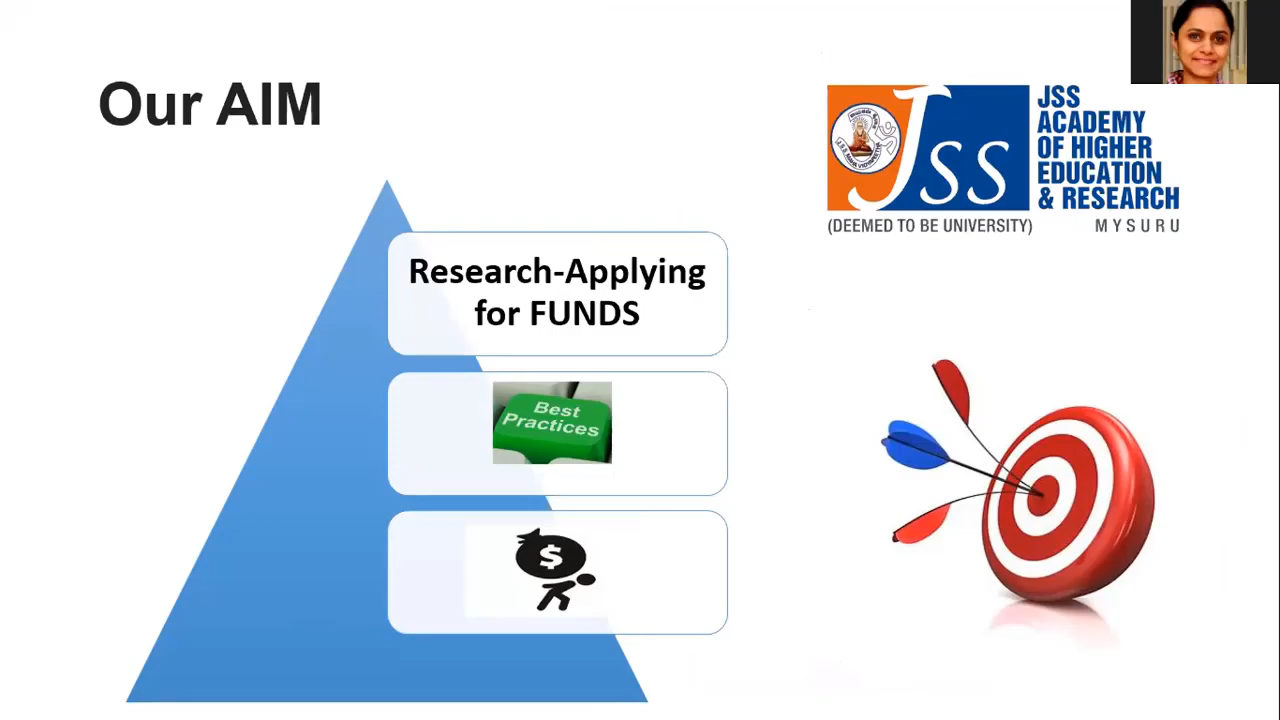 Our AIM
JSS
JSS
ACADEMY
OF HIGHER
EDUCATION
& RESEARCH
(DEEMED TO BE UNIVERSITY)
MYSURU
Research-Applying
for FUNDS
Best
Practices
$